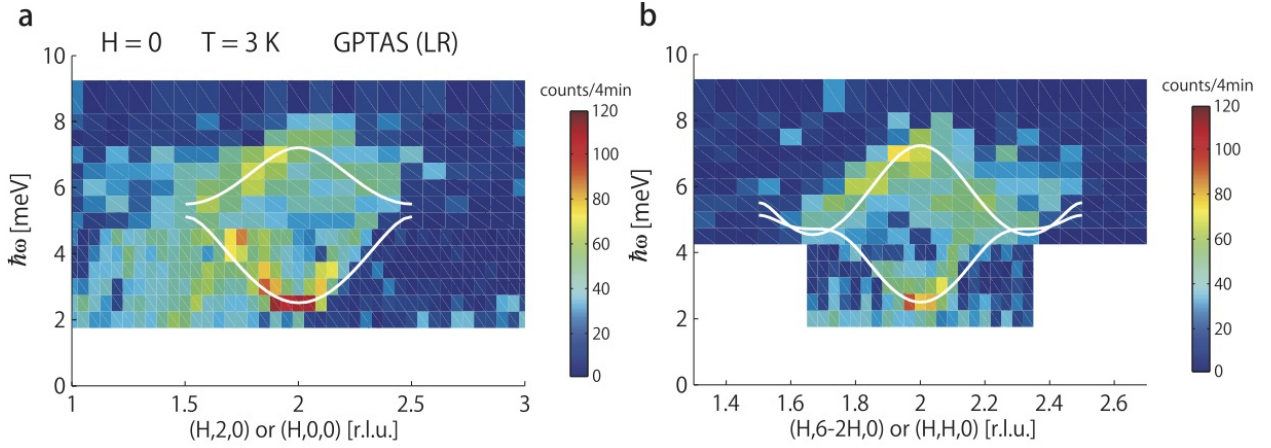 a
H = 0 T = 3 K GPTAS (LR)
10
8
6
4
2
0
ħω [meV]
1 1.5 2 2.5 3
(H,2,0) or (H,0,0) [r.l.u.]
counts/4min
120
100
80
60
40
20
0
b
10
8
6
4
2
0
ħω [meV]
1.4 1.6 1.8 2 2.2 2.4 2.6
(H,6-2H,0) or (H,H,0) [r.l.u.]
counts/4min
120
100
80
60
40
20
0